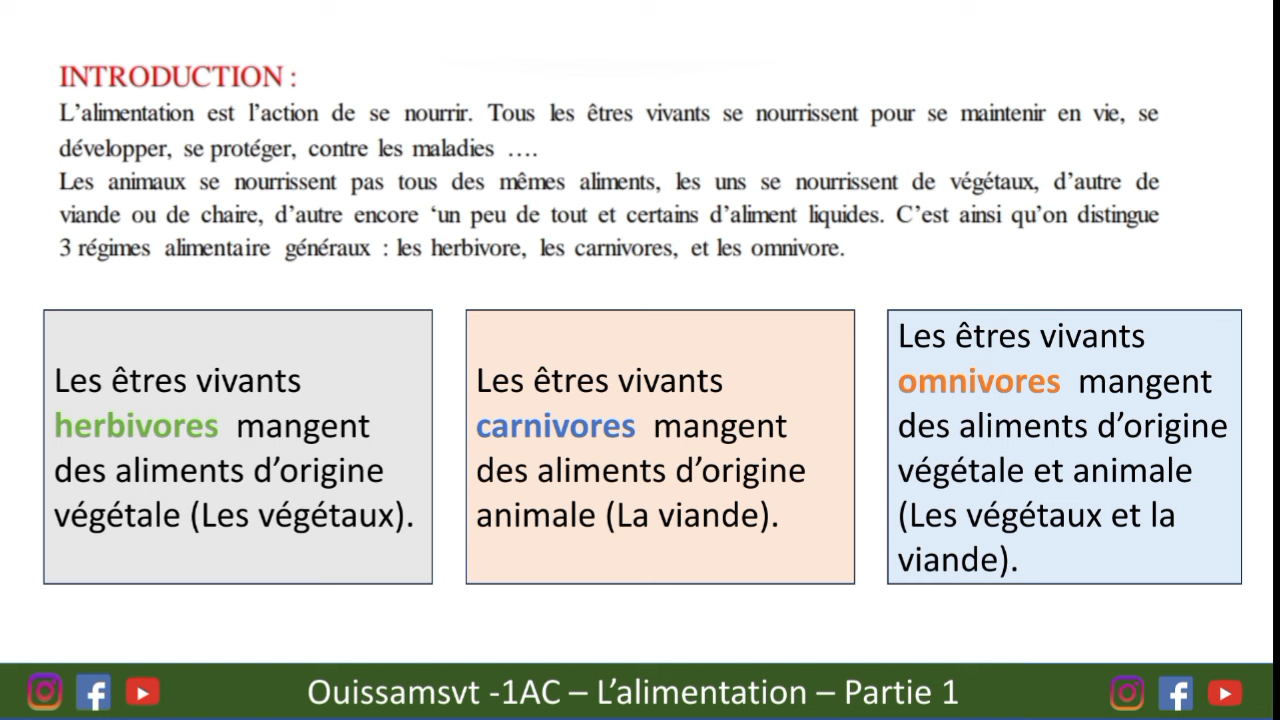 INTRODUCTION :
L’alimentation est l’action de se nourrir. Tous les êtres vivants se nourrissent pour se maintenir en vie, se
développer, se protéger, contre les maladies ….
Les animaux se nourrissent pas tous des mêmes aliments, les uns se nourrissent de végétaux, d’autre de
viande ou de chaire, d’autre encore ‘un peu de tout et certains d’aliment liquides. C’est ainsi qu’on distingue
3 régimes alimentaire généraux : les herbivore, les carnivores, et les omnivore.
Les êtres vivants
herbivores mangent
des aliments d’origine
végétale (Les végétaux).
Les êtres vivants
carnivores mangent
des aliments d’origine
animale (La viande).
Les êtres vivants
omnivores mangent
des aliments d’origine
végétale et animale
(Les végétaux et la
viande).
Ouissamsvt -1AC – L’alimentation – Partie 1